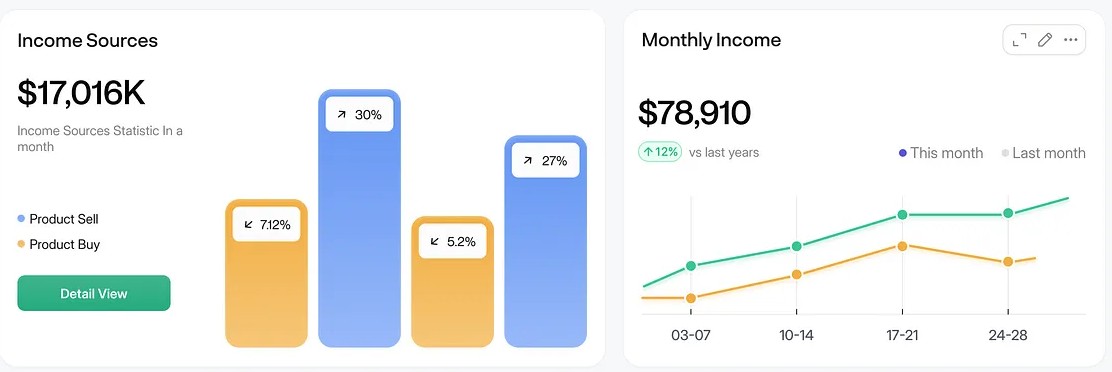 Income Sources
$17,016K
Income Sources Statistic In a
month
Product Sell
Product Buy
Detail View
7.12%
30%
5.2%
27%
Monthly Income
$78,910
12% vs last years
This month Last month
03-07 10-14 17-21 24-28